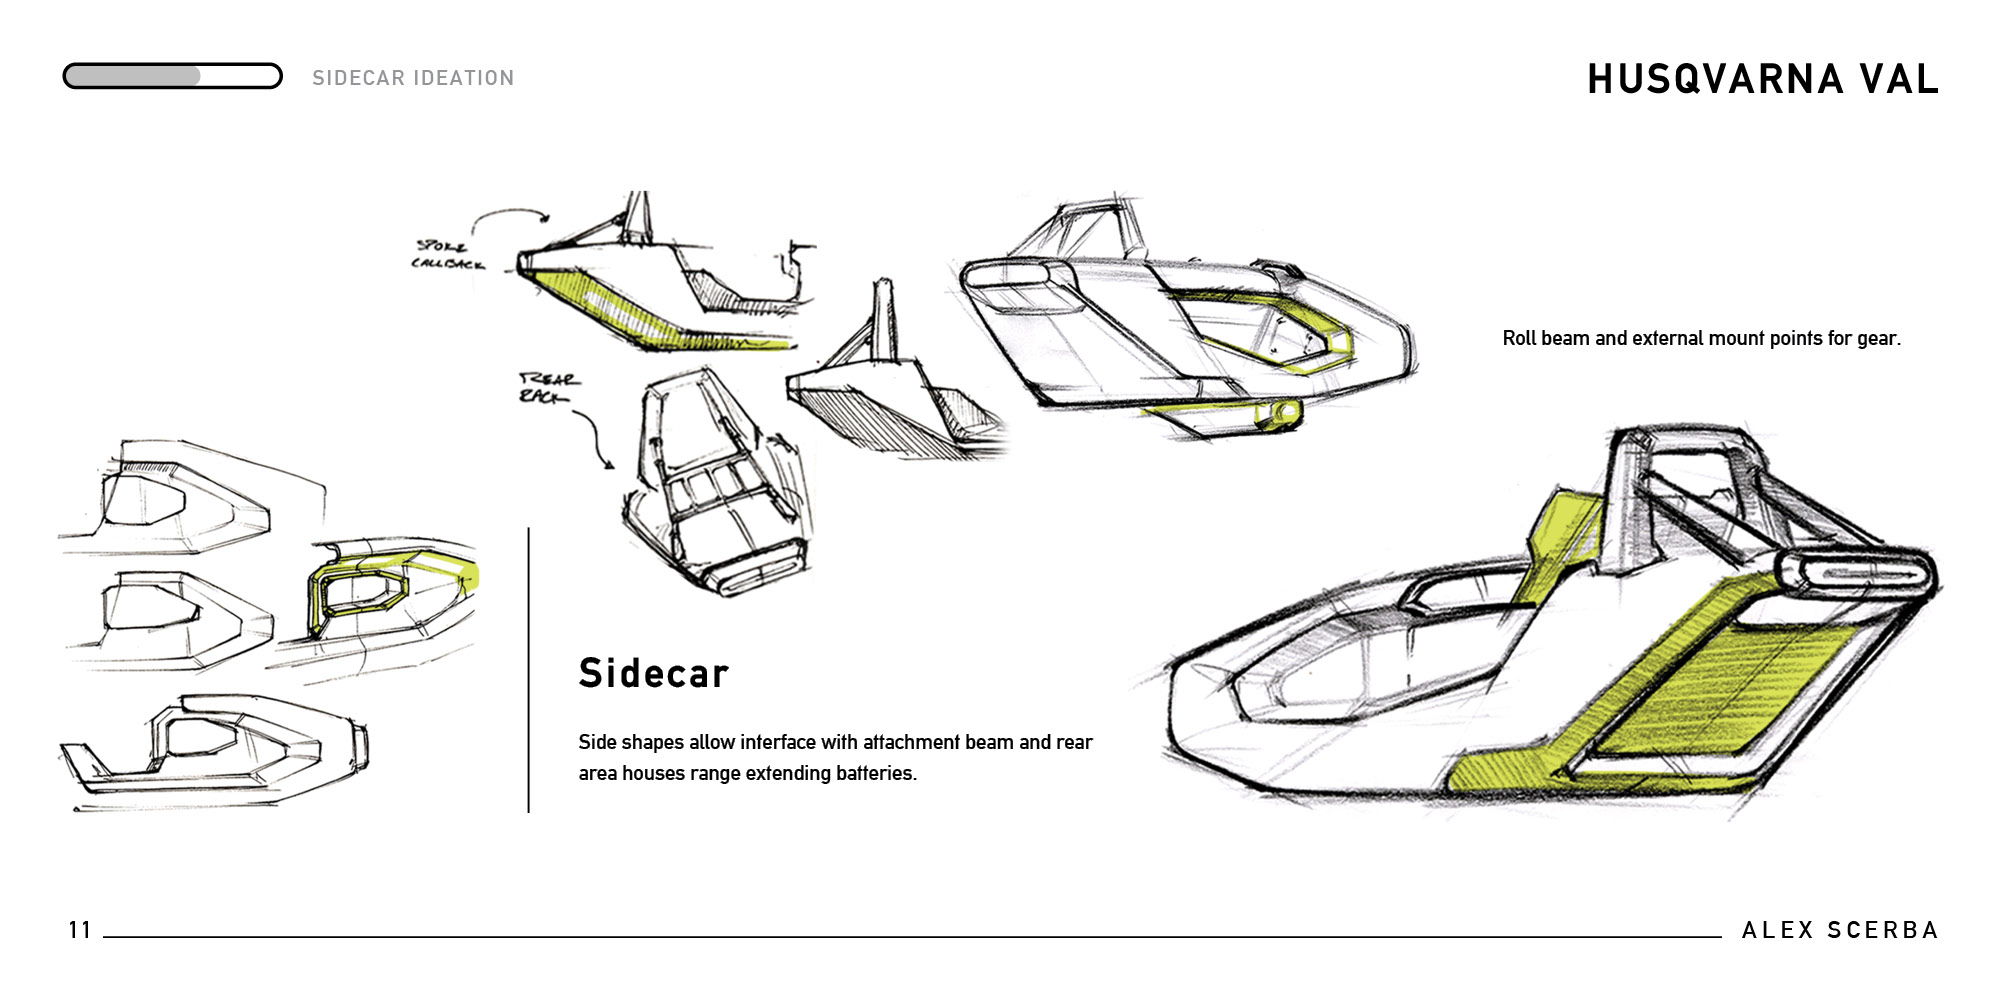 SIDECAR IDEATION
HUSQVARNA VAL
SPOKE
CALLBACK
Roll beam and external mount points for gear.
REAR
RACK
Sidecar
Side shapes allow interface with attachment beam and rear
area houses range extending batteries.
11
ALEX SCERBA